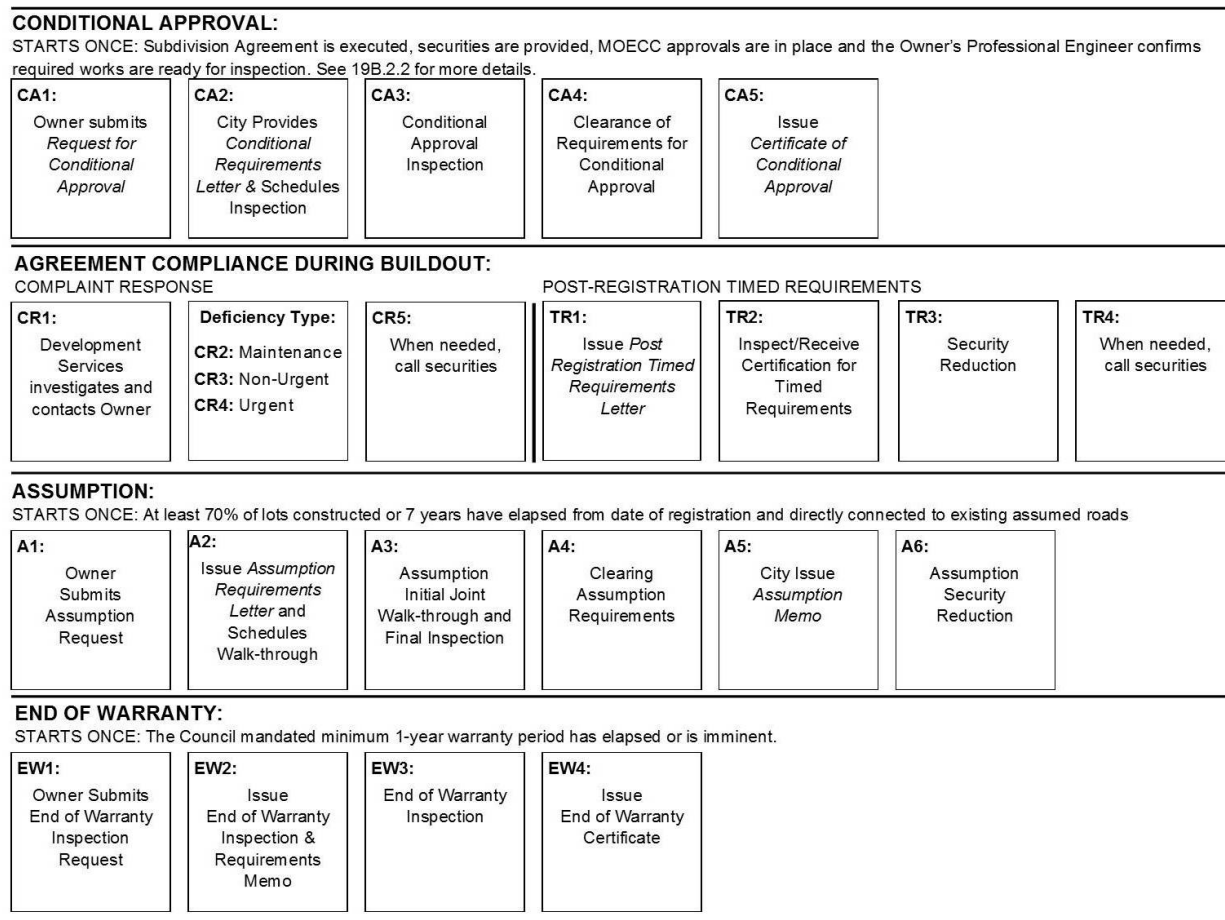 CONDITIONAL APPROVAL:
STARTS ONCE: Subdivision Agreement is executed, securities are provided, MOECC approvals are in place and the Owner's Professional Engineer confirms
required works are ready for inspection. See 19B.2.2 for more details.
CA1:
Owner submits
Request for
Conditional
Approval
CA2:
City Provides
Conditional
Requirements
Letter & Schedules
Inspection
CA3:
Conditional
Approval
Inspection
CA4:
Clearance of
Requirements for
Conditional
Approval
CA5:
Issue
Certificate of
Conditional
Approval
AGREEMENT COMPLIANCE DURING BUILDOUT:
COMPLAINT RESPONSE
CR1:
Development
Services
investigates and
contacts Owner
Deficiency Type:
CR2: Maintenance
CR3: Non-Urgent
CR4: Urgent
CR5:
When needed,
call securities
POST-REGISTRATION TIMED REQUIREMENTS
TR1:
Issue Post
Registration Timed
Requirements
Letter
TR2:
Inspect/Receive
Certification for
Timed
Requirements
TR3:
Security
Reduction
TR4:
When needed,
call securities
ASSUMPTION:
STARTS ONCE: At least 70% of lots constructed or 7 years have elapsed from date of registration and directly connected to existing assumed roads
A1:
Owner
Submits
Assumption
Request
A2:
Issue Assumption
Requirements
Letter and
Schedules
Walk-through
A3:
Assumption
Initial Joint
Walk-through and
Final Inspection
A4:
Clearing
Assumption
Requirements
A5:
City Issue
Assumption
Memo
A6:
Assumption
Security
Reduction
END OF WARRANTY:
STARTS ONCE: The Council mandated minimum 1-year warranty period has elapsed or is imminent.
EW1:
Owner Submits
End of Warranty
Inspection
Request
EW2:
Issue
End of Warranty
Inspection &
Requirements
Memo
EW3:
End of Warranty
Inspection
EW4:
Issue
End of Warranty
Certificate